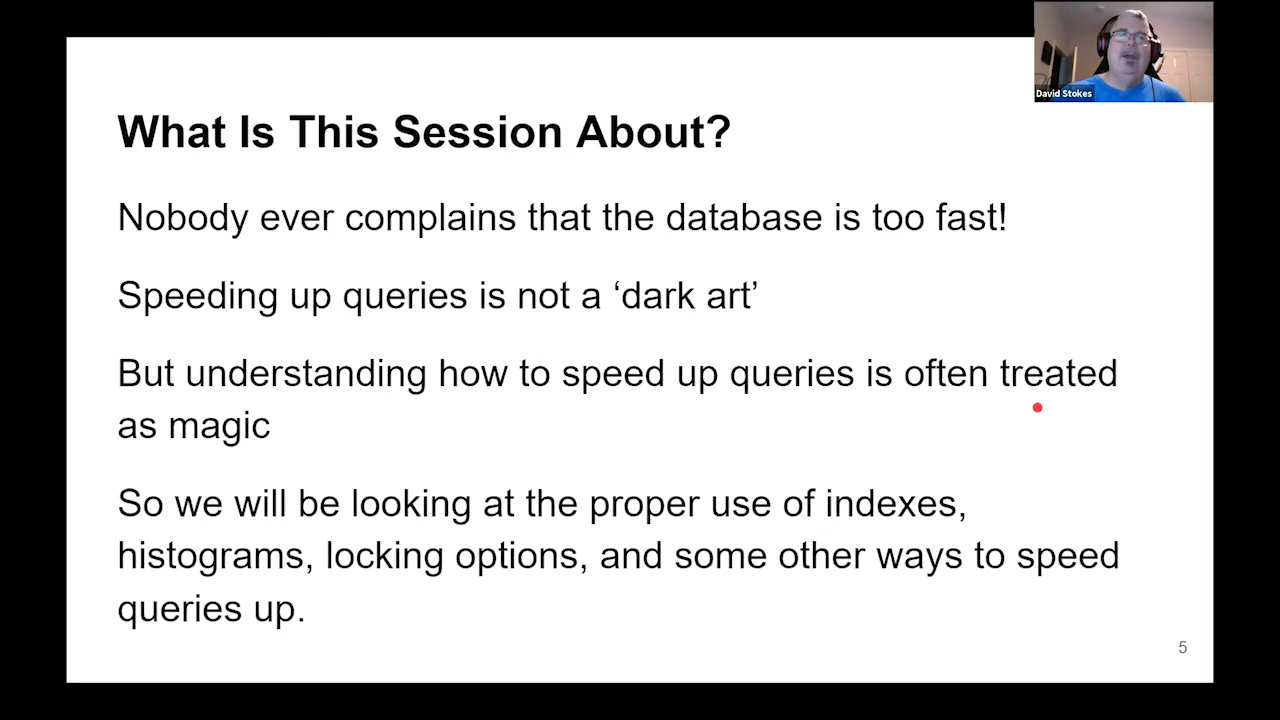 David Stokes
What Is This Session About?
Nobody ever complains that the database is too fast!
Speeding up queries is not a ‘dark art’
But understanding how to speed up queries is often treated
as magic
So we will be looking at the proper use of indexes,
histograms, locking options, and some other ways to speed
queries up.
5